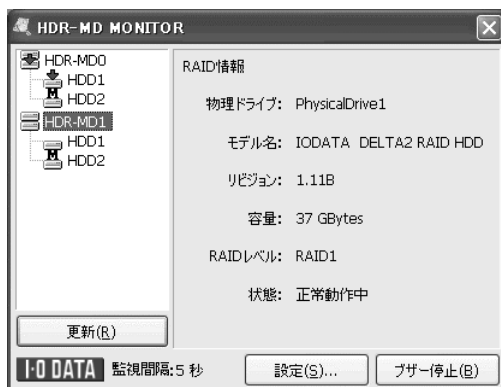 HDR-MD MONITOR
HDR-MD0
HDD1
M HDD2
HDR-MD1
HDD1
M HDD2
RAID情報
物理ドライブ: PhysicalDrive1
モデル名: IODATA DELTA2 RAID HDD
リビジョン: 1.11B
容量: 37 GBytes
RAIDレベル: RAID1
状態: 正常動作中
更新(R)
I-O DATA 監視間隔:5 秒 設定(S)... ブザー停止(B)